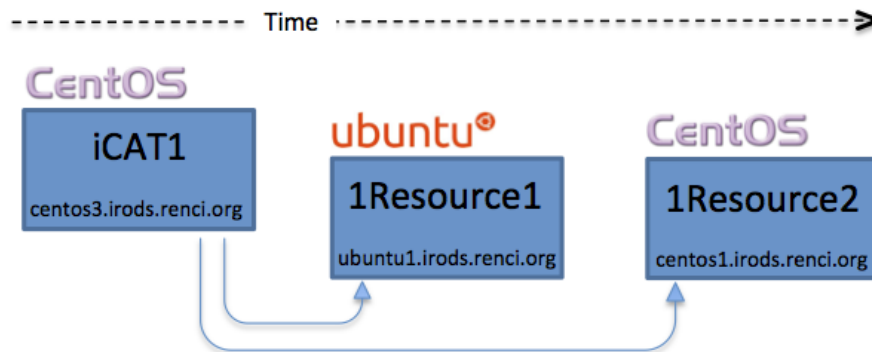 Time
CentOS
iCAT1
centos3.irods.renci.org
ubuntu
1Resource1
ubuntu1.irods.renci.org
CentOS
1Resource2
centos1.irods.renci.org